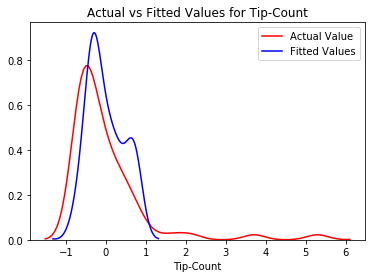 Actual vs Fitted Values for Tip-Count
Actual Value
Fitted Values
0.8
0.6
0.4
0.2
0.0
−1 0 1 2 3 4 5 6
Tip-Count